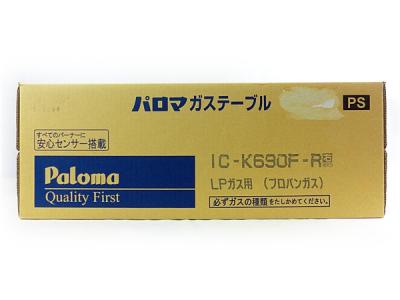 パロマ ガステーブル
PS
すべてのバーナーに
安心センサー搭載
IC-K690F-R
LPガス用 (プロパンガス)
Paloma
Quality First
必ずガスの種類をたしかめてください。